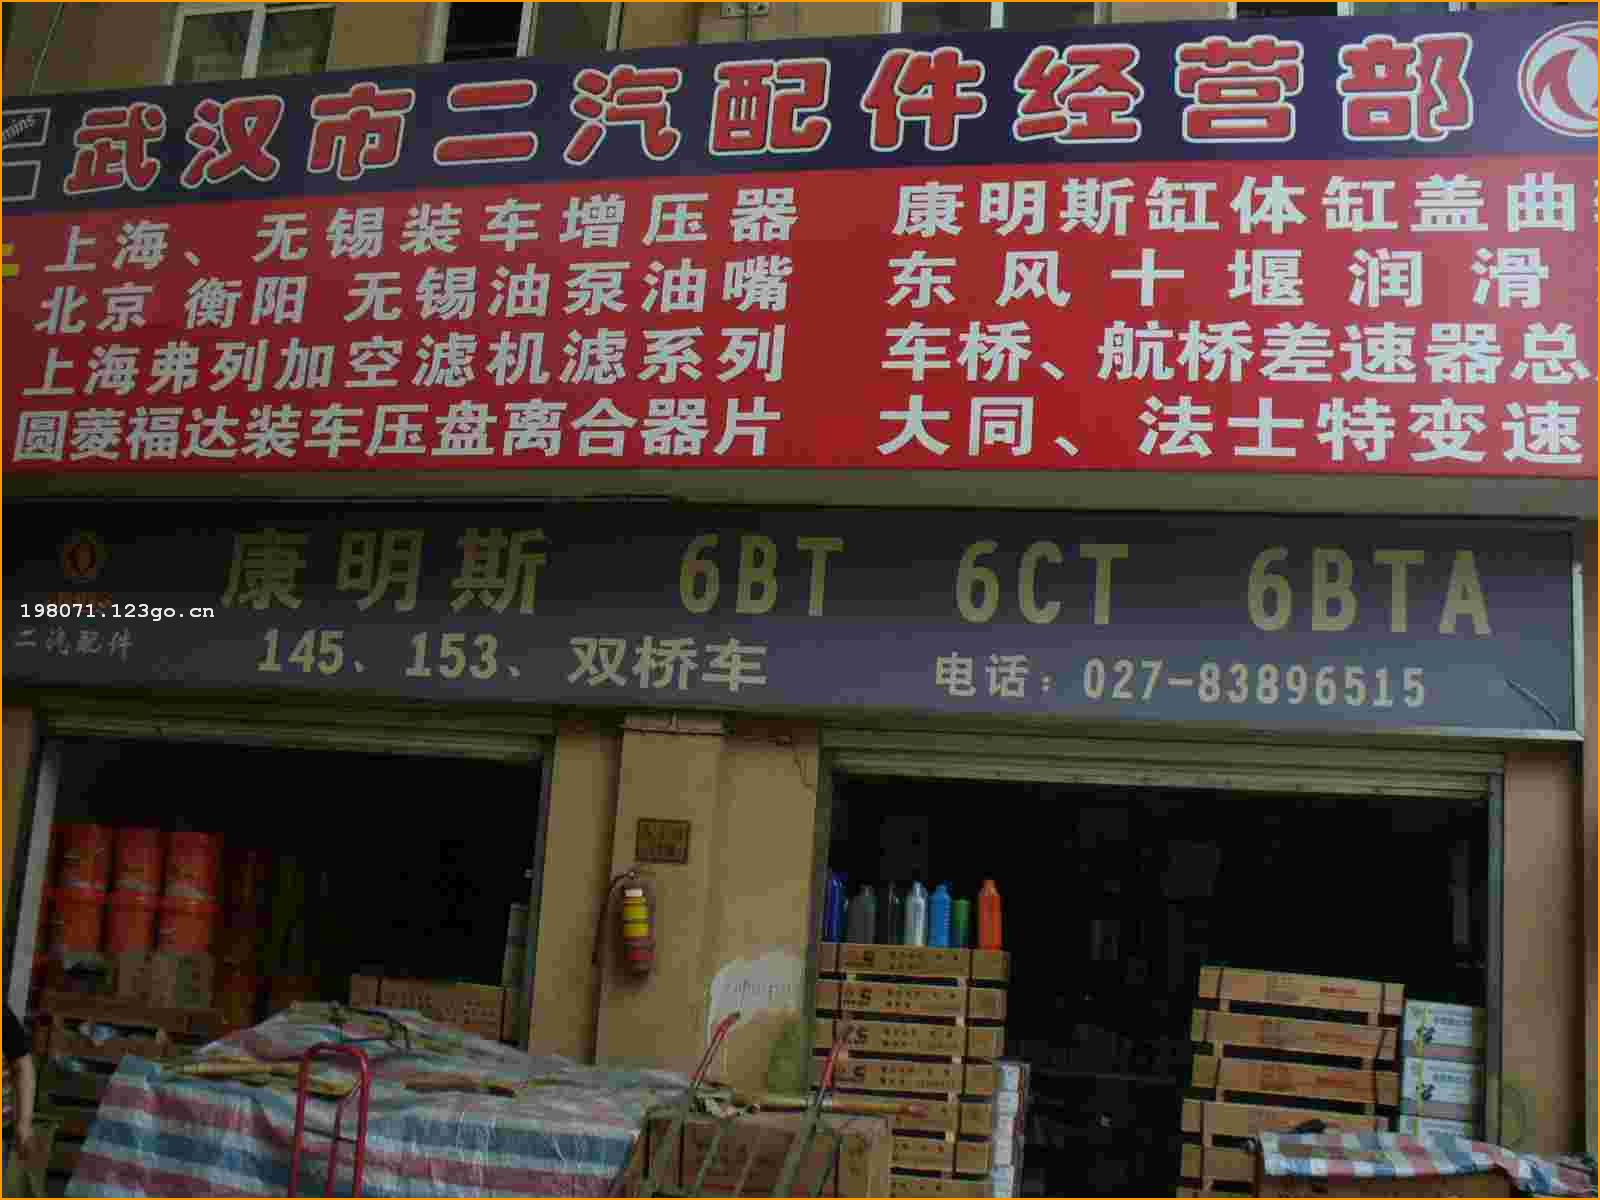 mins
武汉市二汽配件经营部
上海、无锡装车增压器
康明斯缸体缸盖曲
北京 衡阳 无锡油泵油嘴
东风十堰润滑
上海弗列加空滤机滤系列
车桥、航桥差速器总
圆菱福达装车压盘离合器片
大同、法士特变速
康明斯 6BT 6CT 6BTA
198071.123go.cn
二汽配件
145、153、双桥车
电话：027-83896515